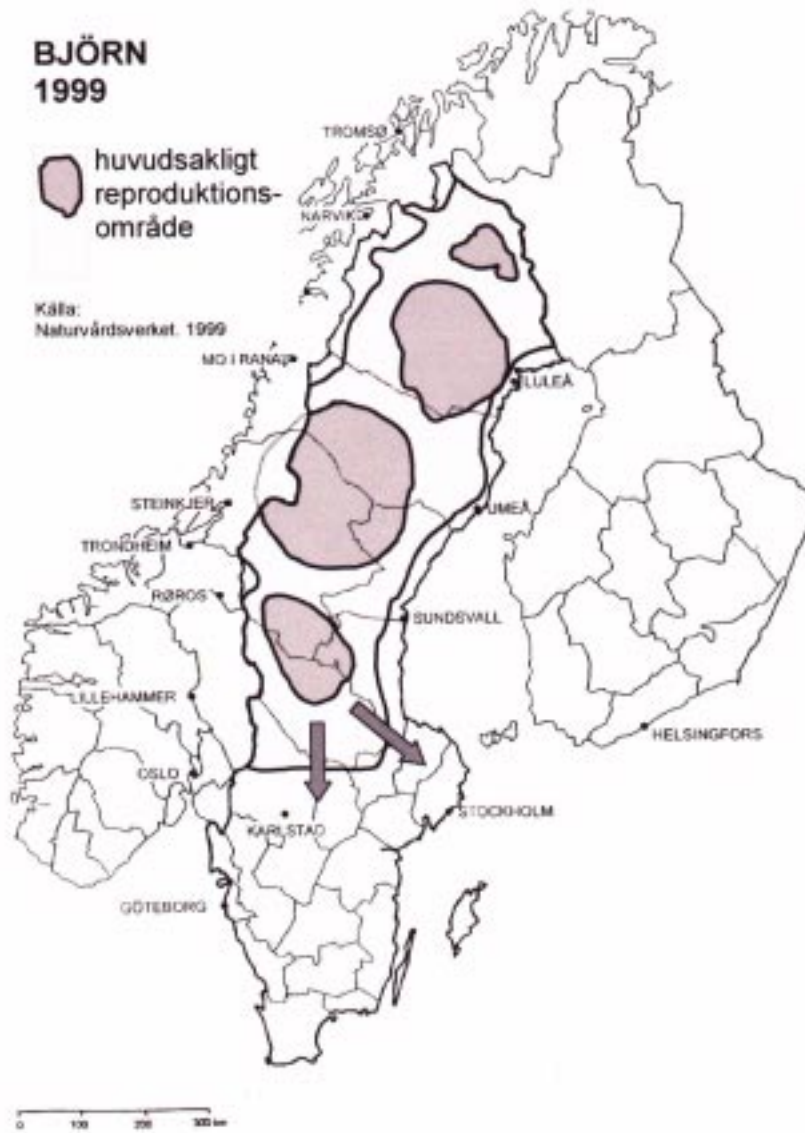 BJÖRN
1999
huvudsakligt
reproduktions-
område
Källa:
Naturvårdsverket. 1999
TROMSØ
NARVIK
MO I RANA
LULEÅ
STEINKJER
UMEÅ
TRONDHEIM
RØROS
SUNDSVALL
LILLEHAMMER
HELSINGFORS
OSLO
STOCKHOLM
KARLSTAD
GÖTEBORG
0 100 200 300 km